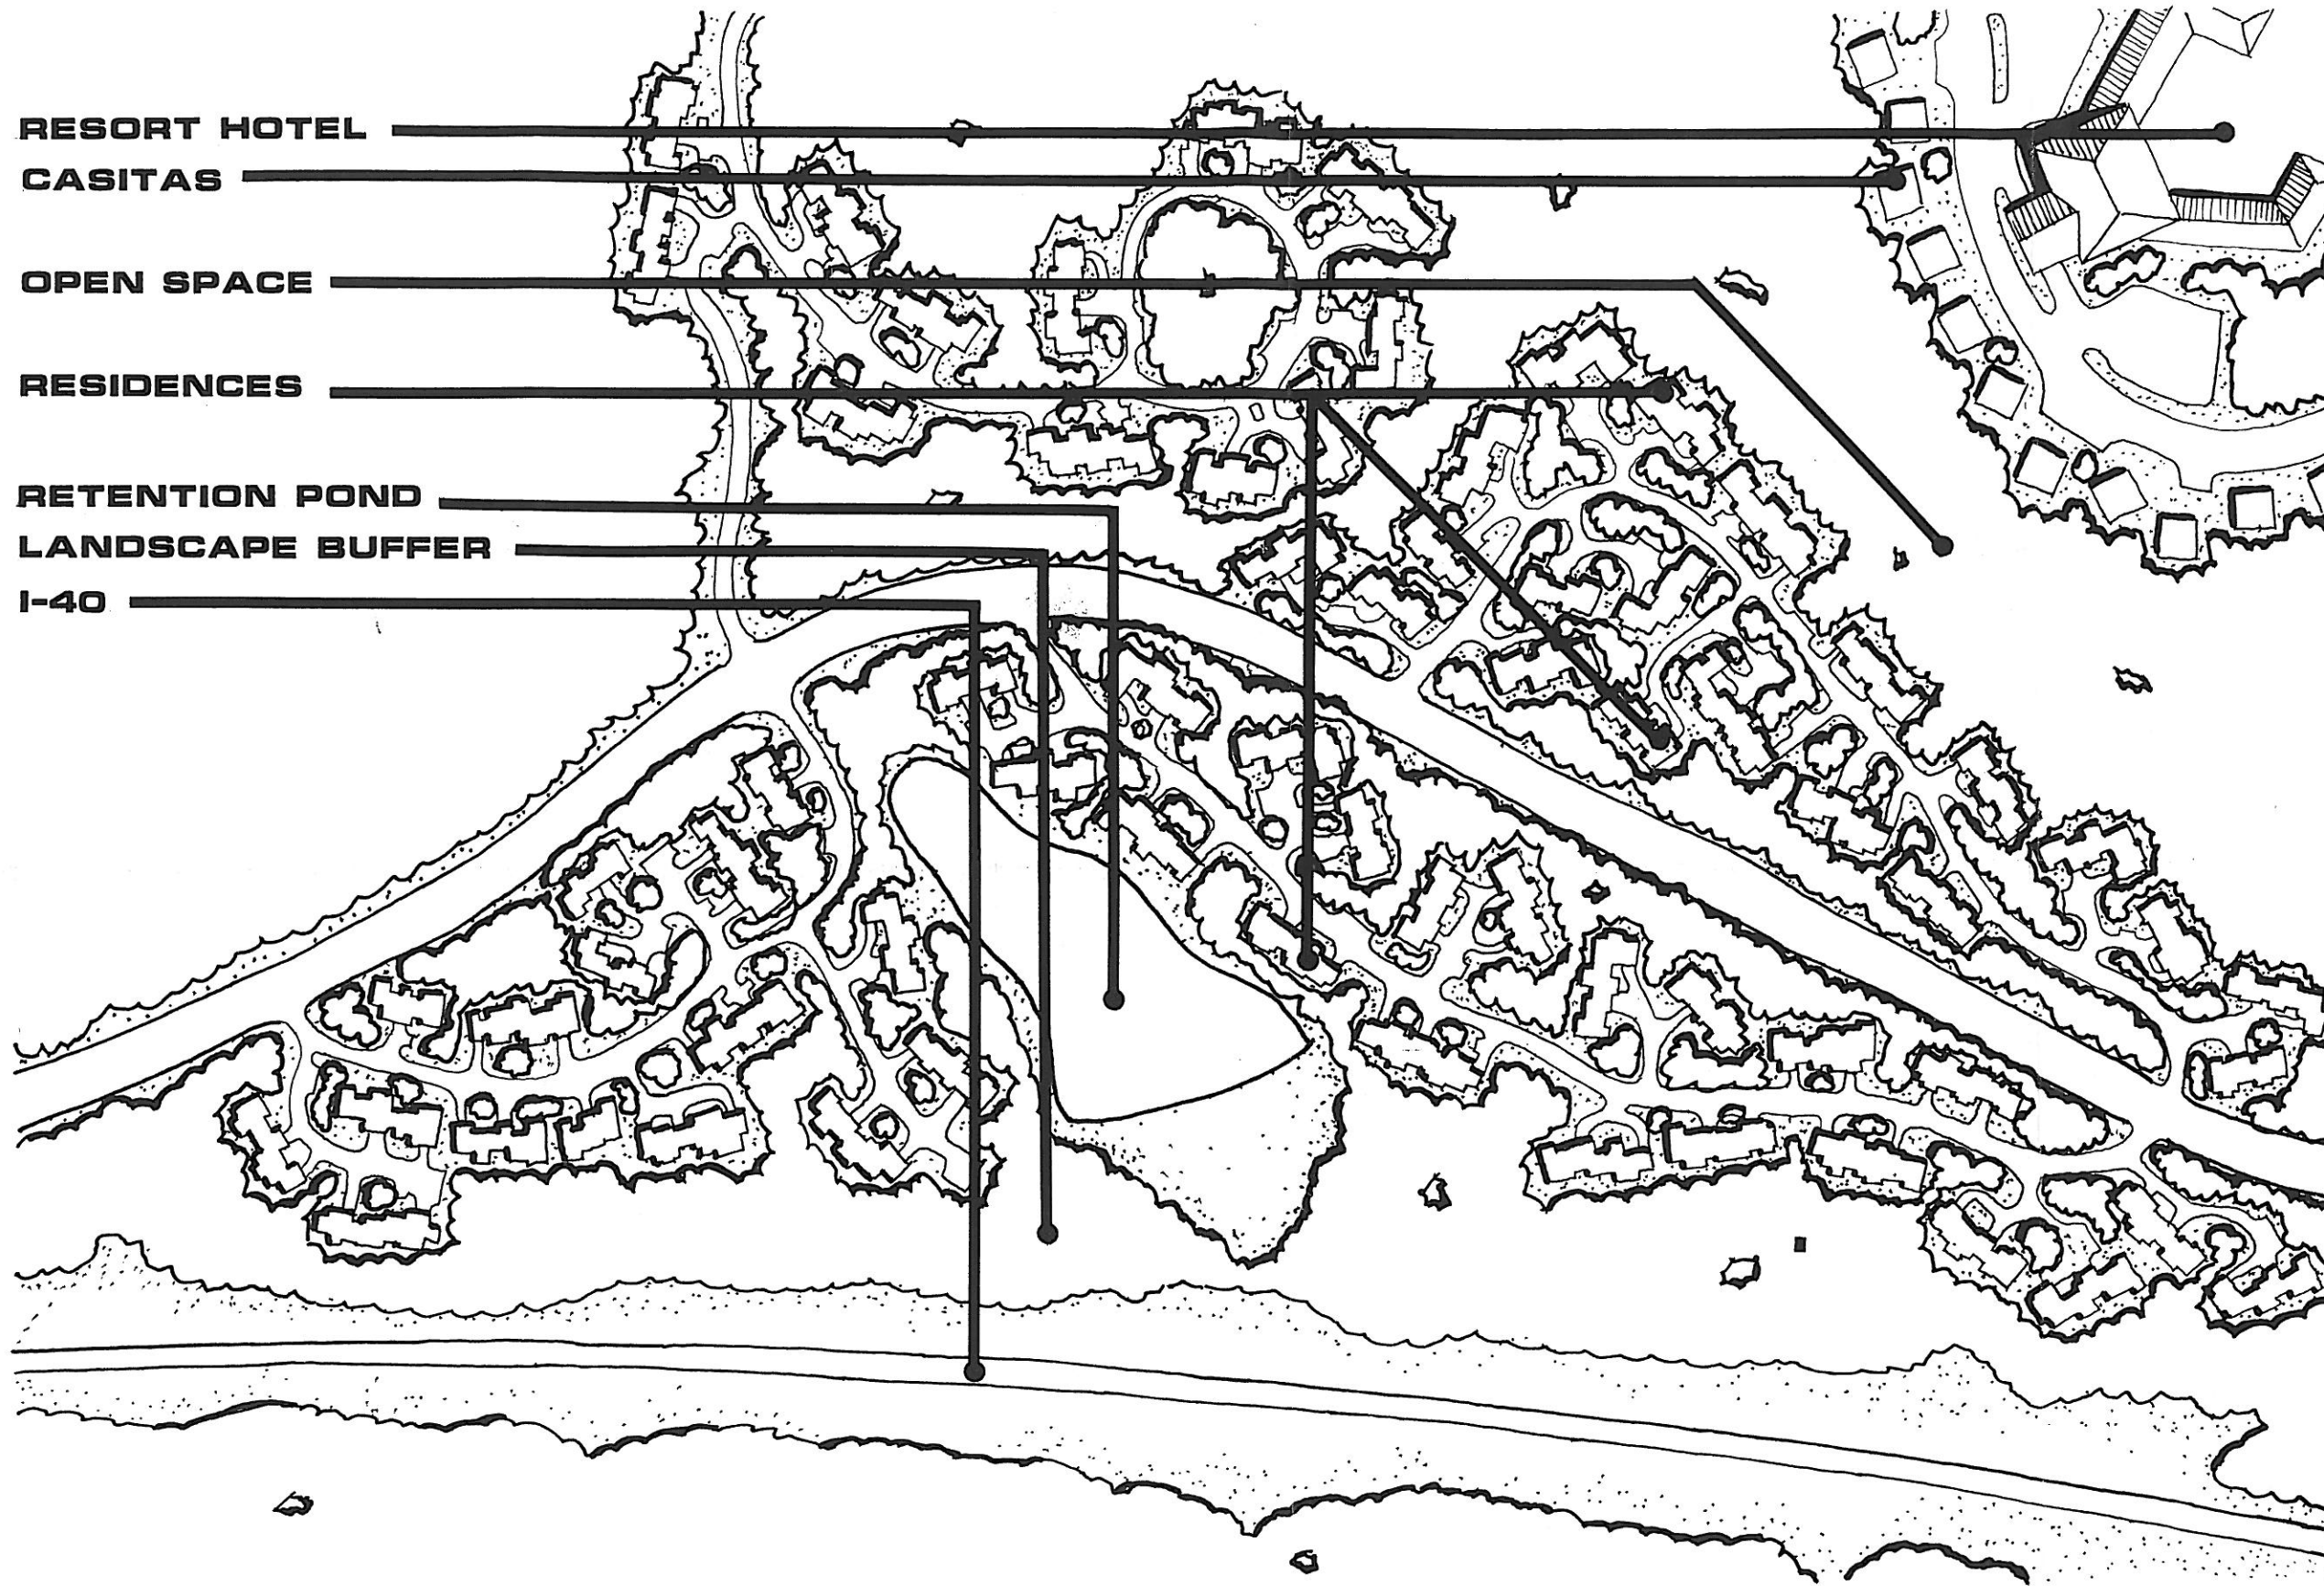 RESORT HOTEL
CASITAS
OPEN SPACE
RESIDENCES
RETENTION POND
LANDSCAPE BUFFER
I-40